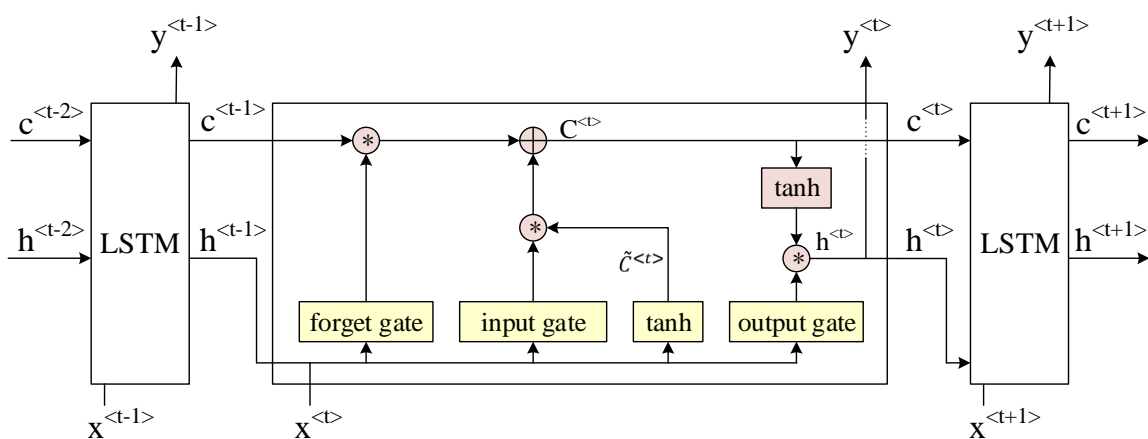 y<t-1> y<t> y<t+1>
c<t-2> c<t-1> C<t> c<t> c<t+1>
tanh
h<t-2> LSTM h<t-1> h<t> h<t> LSTM h<t+1>
C̃<t>
forget gate input gate tanh output gate
x<t-1> x<t> x<t+1>